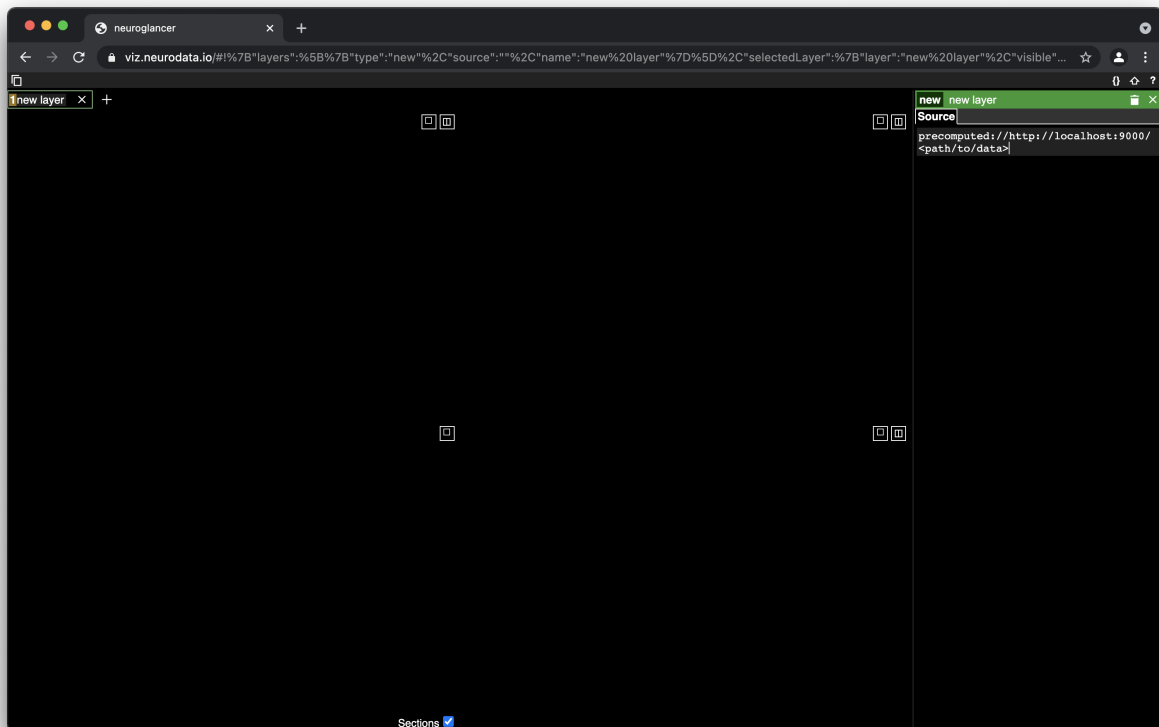 neuroglancer
viz.neurodata.io/#!%7B"layers":%5B%7B"type":"new"%2C"source":""%2C"name":"new%20layer"%7D%5D%2C"selectedLayer":%7B"layer":"new%20layer"%2C"visible"...
{} ?
1 new layer
new new layer
Source
precomputed://http://localhost:9000/
<path/to/data>
Sections